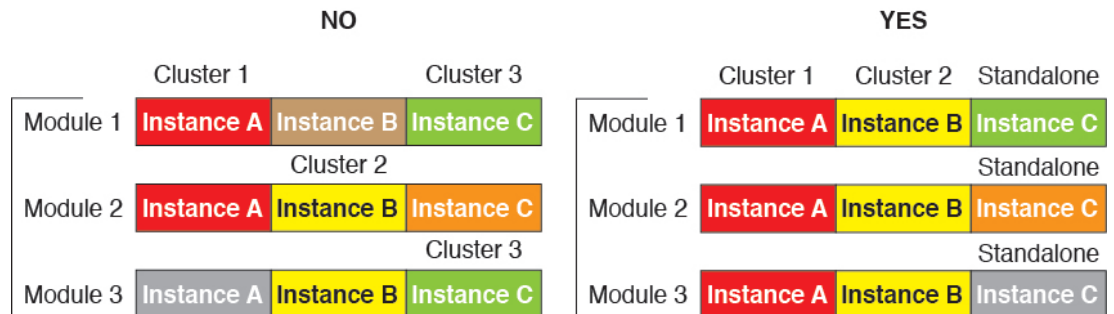 NO
YES
Cluster 1 Cluster 3
Cluster 1 Cluster 2 Standalone
Module 1 Instance A Instance B Instance C
Module 1 Instance A Instance B Instance C
Cluster 2
Standalone
Module 2 Instance A Instance B Instance C
Module 2 Instance A Instance B Instance C
Cluster 3
Standalone
Module 3 Instance A Instance B Instance C
Module 3 Instance A Instance B Instance C